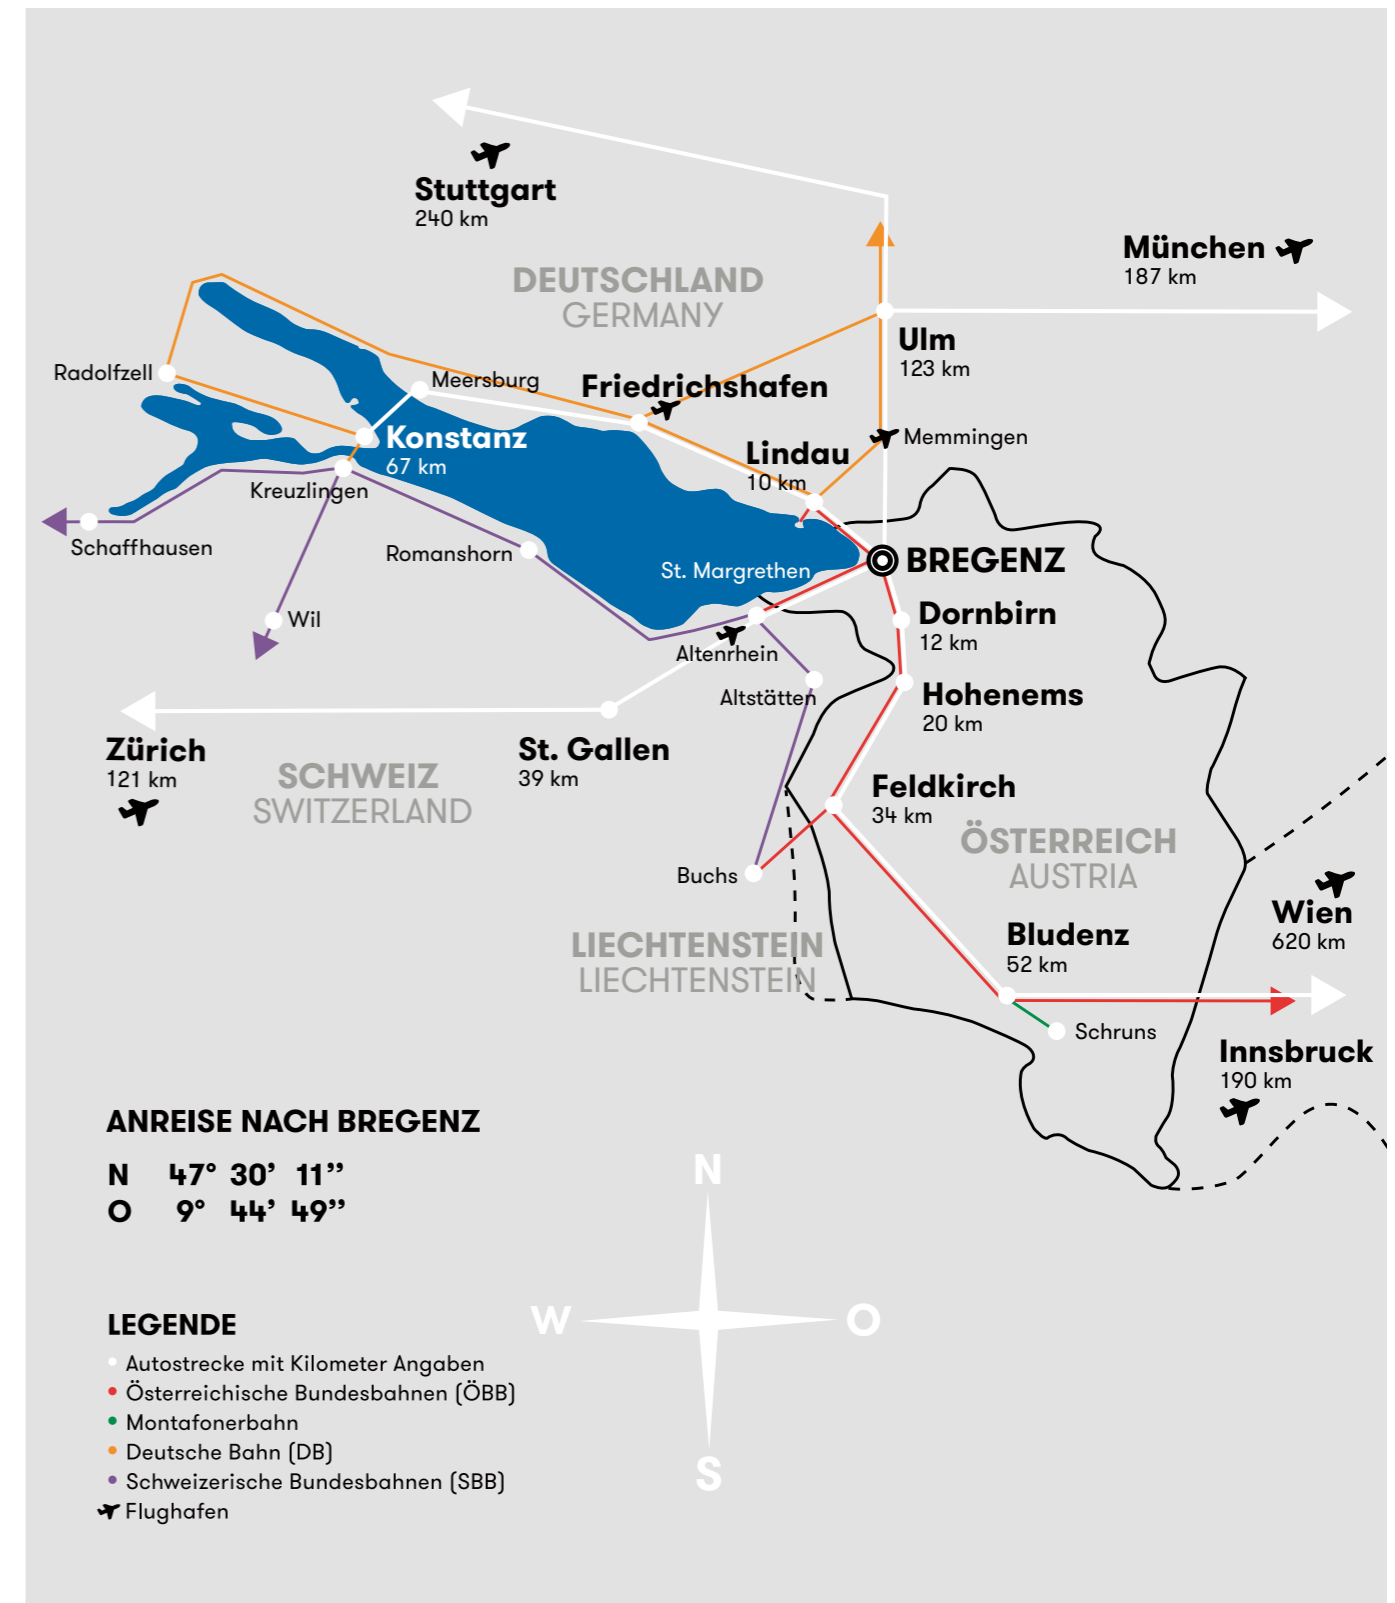 Stuttgart
240 km
München
187 km
DEUTSCHLAND
GERMANY
Ulm
123 km
Radolfzell
Meersburg
Friedrichshafen
Konstanz
67 km
Lindau
10 km
Memmingen
Kreuzlingen
Schaffhausen
Romanshorn
St. Margrethen
BREGENZ
Wil
Dornbirn
12 km
Altenrhein
Altstätten
Hohenems
20 km
Zürich
121 km
SCHWEIZ
SWITZERLAND
St. Gallen
39 km
Feldkirch
34 km
ÖSTERREICH
AUSTRIA
Buchs
Wien
620 km
LIECHTENSTEIN
LIECHTENSTEIN
Bludenz
52 km
Schruns
Innsbruck
190 km
ANREISE NACH BREGENZ
N 47° 30’ 11’’
O 9° 44’ 49’’
N
W
O
S
LEGENDE
Autostrecke mit Kilometer Angaben
Österreichische Bundesbahnen (ÖBB)
Montafonerbahn
Deutsche Bahn (DB)
Schweizerische Bundesbahnen (SBB)
Flughafen